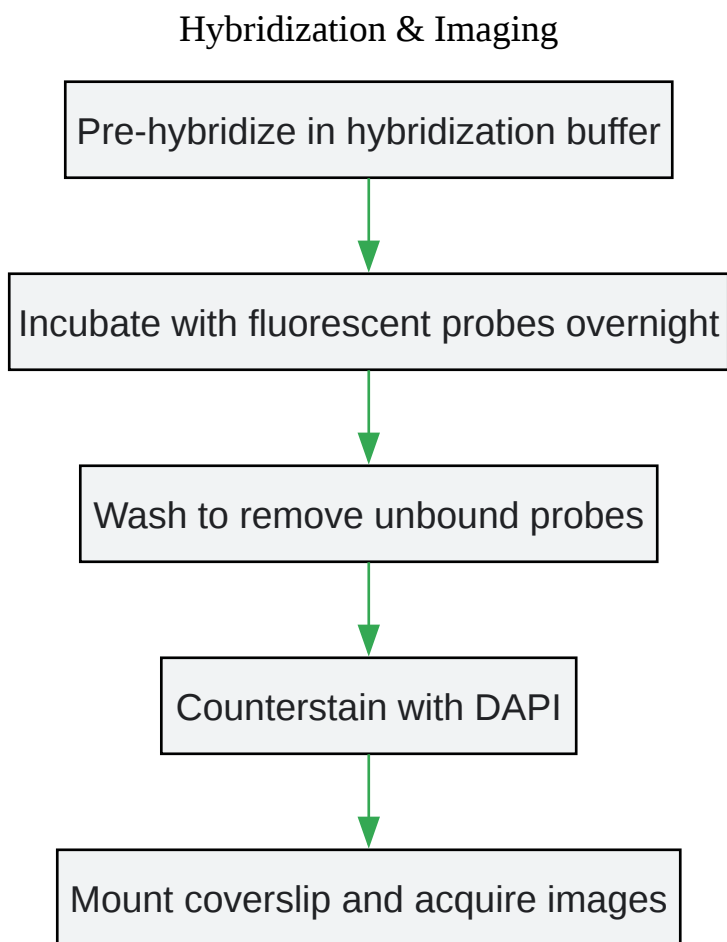 Hybridization & Imaging
Pre-hybridize in hybridization buffer
Incubate with fluorescent probes overnight
Wash to remove unbound probes
Counterstain with DAPI
Mount coverslip and acquire images